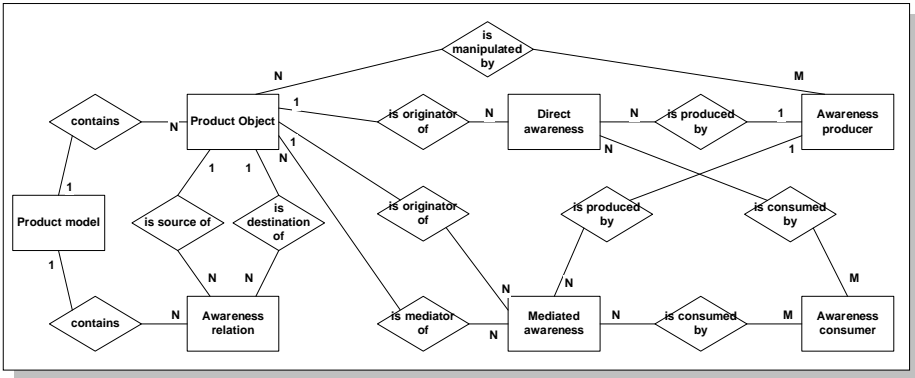 is
manipulated
by
N
M
contains
N
Product Object
1
is originator
of
N
Direct
awareness
N
is produced
by
1
Awareness
producer
1
N
N
1
1
1
1
Product model
is source of
is
destination
of
is originator
of
is produced
by
is consumed
by
1
N
N
N
N
M
contains
N
Awareness
relation
is mediator
of
N
Mediated
awareness
N
is consumed
by
M
Awareness
consumer